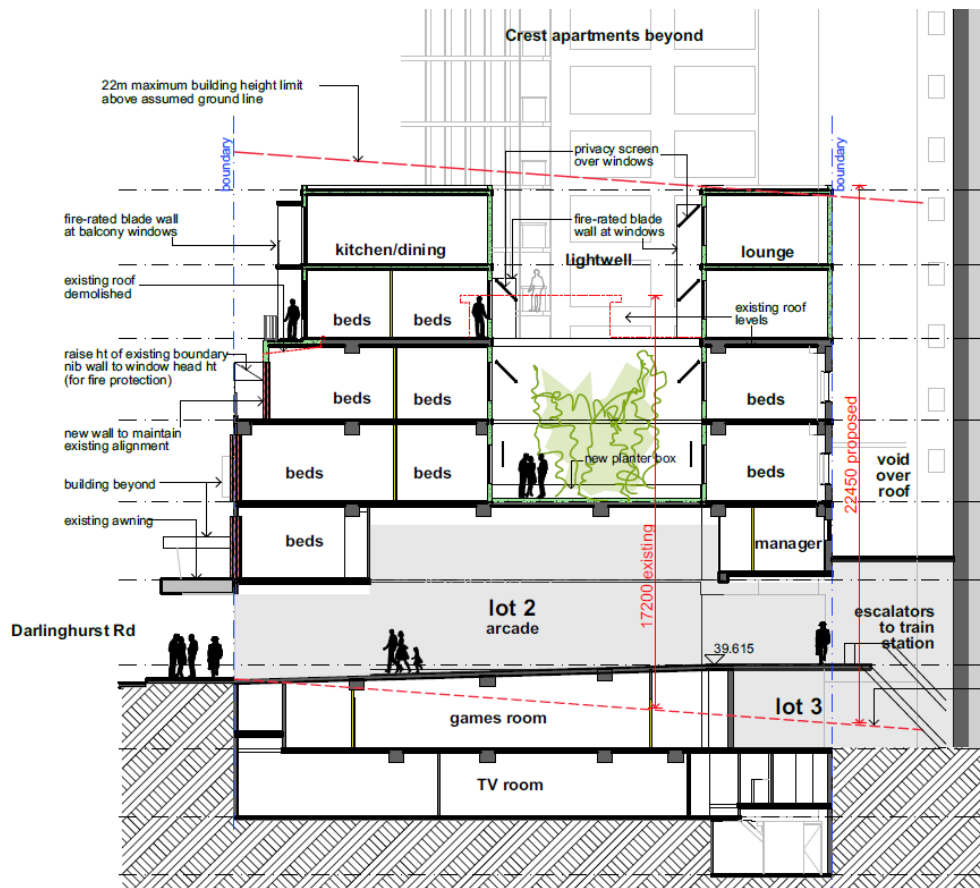 Crest apartments beyond
22m maximum building height limit
above assumed ground line
boundary
privacy screen
over windows
boundary
fire-rated blade wall
at balcony windows
kitchen/dining
fire-rated blade
wall at windows
lightwell
lounge
existing roof
demolished
beds
beds
existing roof
levels
raise ht of existing boundary
nib wall to window head ht
(for fire protection)
beds
beds
beds
new wall to maintain
existing alignment
beds
beds
new planter box
beds
void
over
roof
22450 proposed
building beyond
existing awning
beds
manager
17200 existing
lot 2
arcade
escalators
to train
station
Darlinghurst Rd
39.615
lot 3
games room
TV room